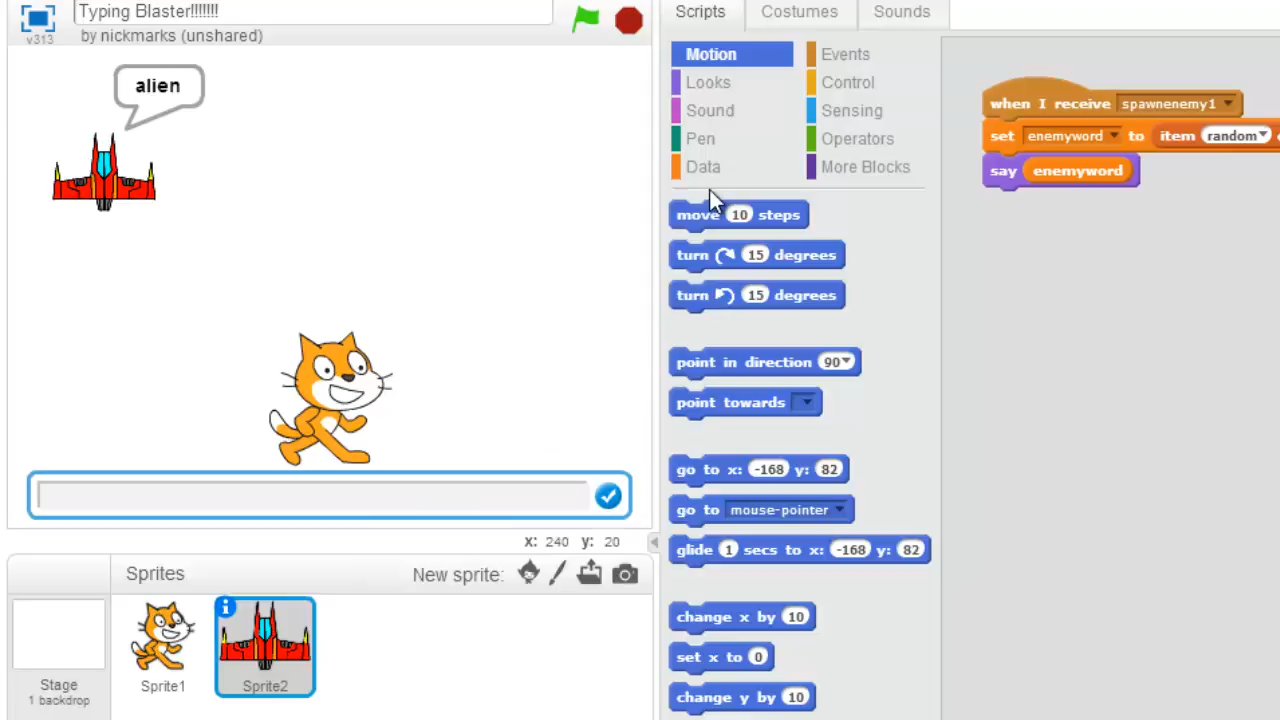 Typing Blaster!!!!!!!
by nickmarks (unshared)
v313
alien
x: 240 y: 20
Sprites
New sprite:
Stage
1 backdrop
Sprite1
Sprite2
Scripts
Costumes
Sounds
Motion
Looks
Sound
Pen
Data
Events
Control
Sensing
Operators
More Blocks
move 10 steps
turn 15 degrees
turn 15 degrees
point in direction 90
point towards
go to x: -168 y: 82
go to mouse-pointer
glide 1 secs to x: -168 y: 82
change x by 10
set x to 0
change y by 10
when I receive spawnenemy1
set enemyword to item random
say enemyword